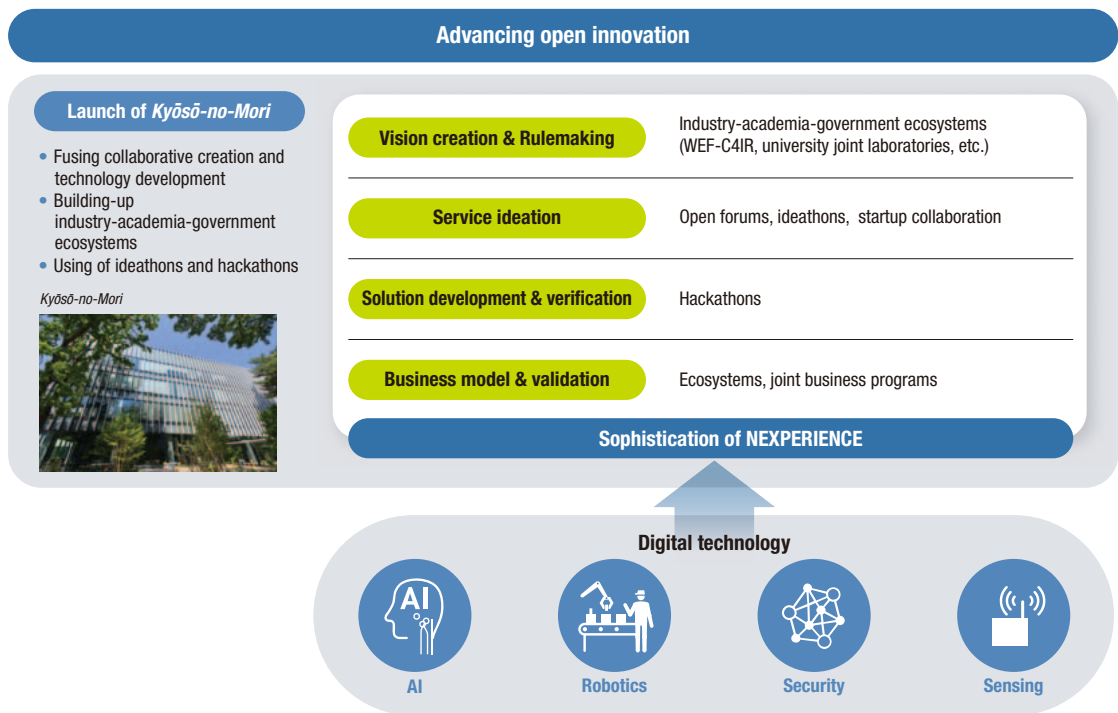 Advancing open innovation
Launch of Kyōsō-no-Mori
• Fusing collaborative creation and
technology development
• Building-up
industry-academia-government
ecosystems
• Using of ideathons and hackathons
Kyōsō-no-Mori
Vision creation & Rulemaking
Industry-academia-government ecosystems
(WEF-C4IR, university joint laboratories, etc.)
Service ideation
Open forums, ideathons, startup collaboration
Solution development & verification
Hackathons
Business model & validation
Ecosystems, joint business programs
Sophistication of NEXPERIENCE
Digital technology
AI
AI
Robotics
Security
Sensing